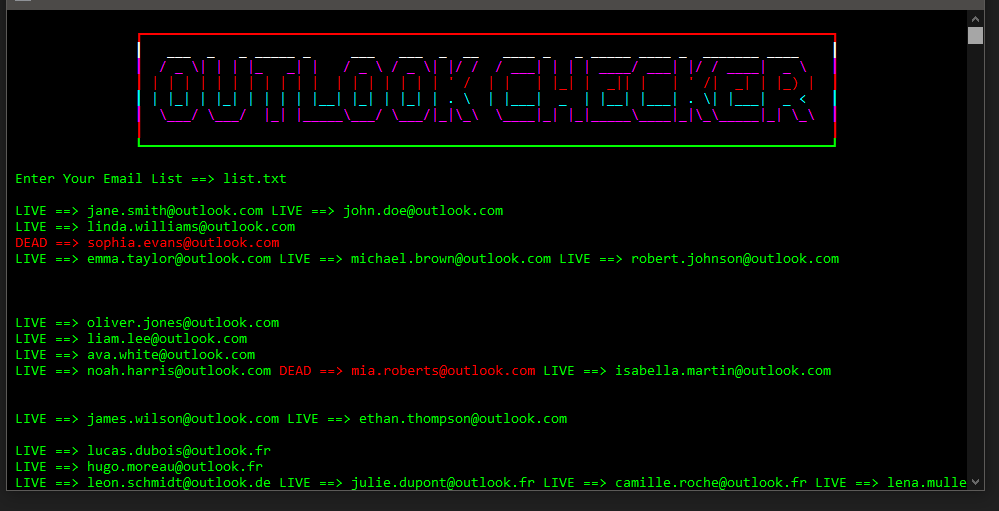 OUTLOOK CHECKER
Enter Your Email List ==> list.txt
LIVE ==> jane.smith@outlook.com LIVE ==> john.doe@outlook.com
LIVE ==> linda.williams@outlook.com
DEAD ==> sophia.evans@outlook.com
LIVE ==> emma.taylor@outlook.com LIVE ==> michael.brown@outlook.com LIVE ==> robert.johnson@outlook.com
LIVE ==> oliver.jones@outlook.com
LIVE ==> liam.lee@outlook.com
LIVE ==> ava.white@outlook.com
LIVE ==> noah.harris@outlook.com DEAD ==> mia.roberts@outlook.com LIVE ==> isabella.martin@outlook.com
LIVE ==> james.wilson@outlook.com LIVE ==> ethan.thompson@outlook.com
LIVE ==> lucas.dubois@outlook.fr
LIVE ==> hugo.moreau@outlook.fr
LIVE ==> leon.schmidt@outlook.de LIVE ==> julie.dupont@outlook.fr LIVE ==> camille.roche@outlook.fr LIVE ==> lena.mulle